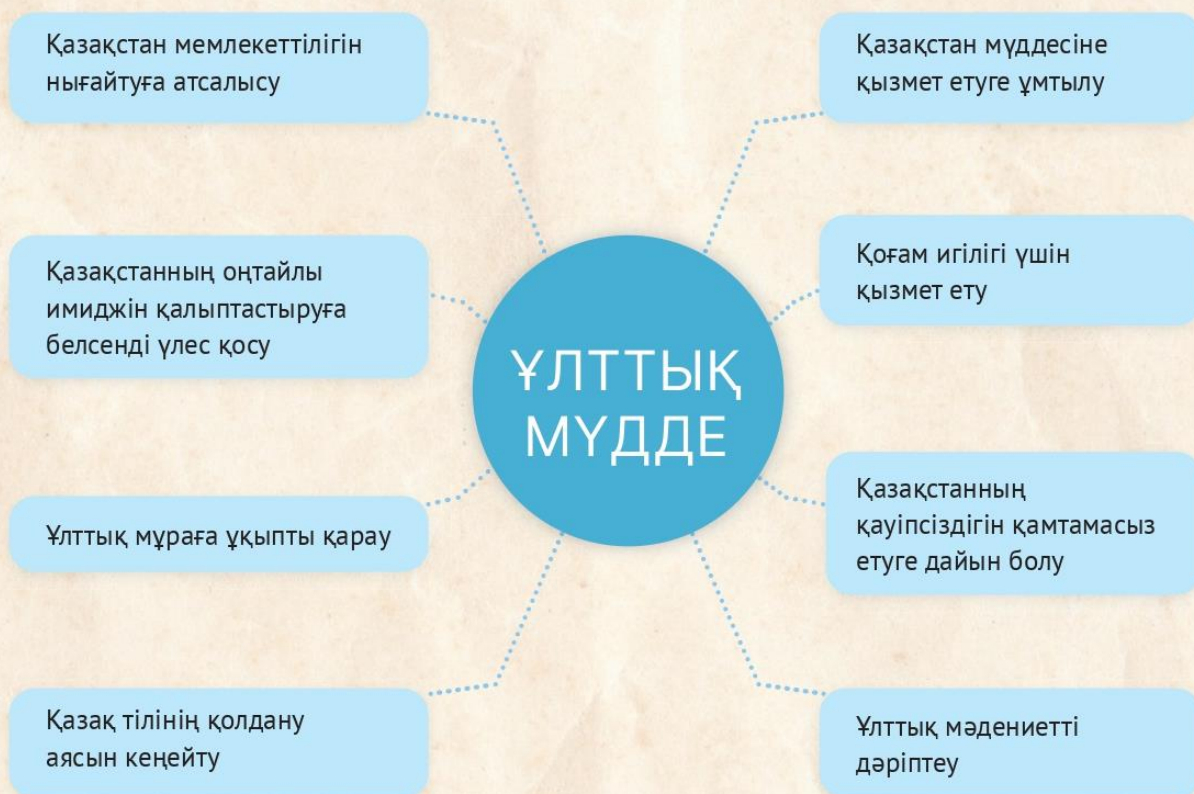 Қазақстан мемлекеттілігін
нығайтуға атсалысу
Қазақстанның оңтайлы
имиджін қалыптастыруға
белсенді үлес қосу
Ұлттық мұраға ұқыпты қарау
Қазақ тілінің қолдану
аясын кеңейту
ҰЛТТЫҚ
МҮДДЕ
Қазақстан мүддесіне
қызмет етуге ұмтылу
Қоғам игілігі үшін
қызмет ету
Қазақстанның
қауіпсіздігін қамтамасыз
етуге дайын болу
Ұлттық мәдениетті
дәріптеу